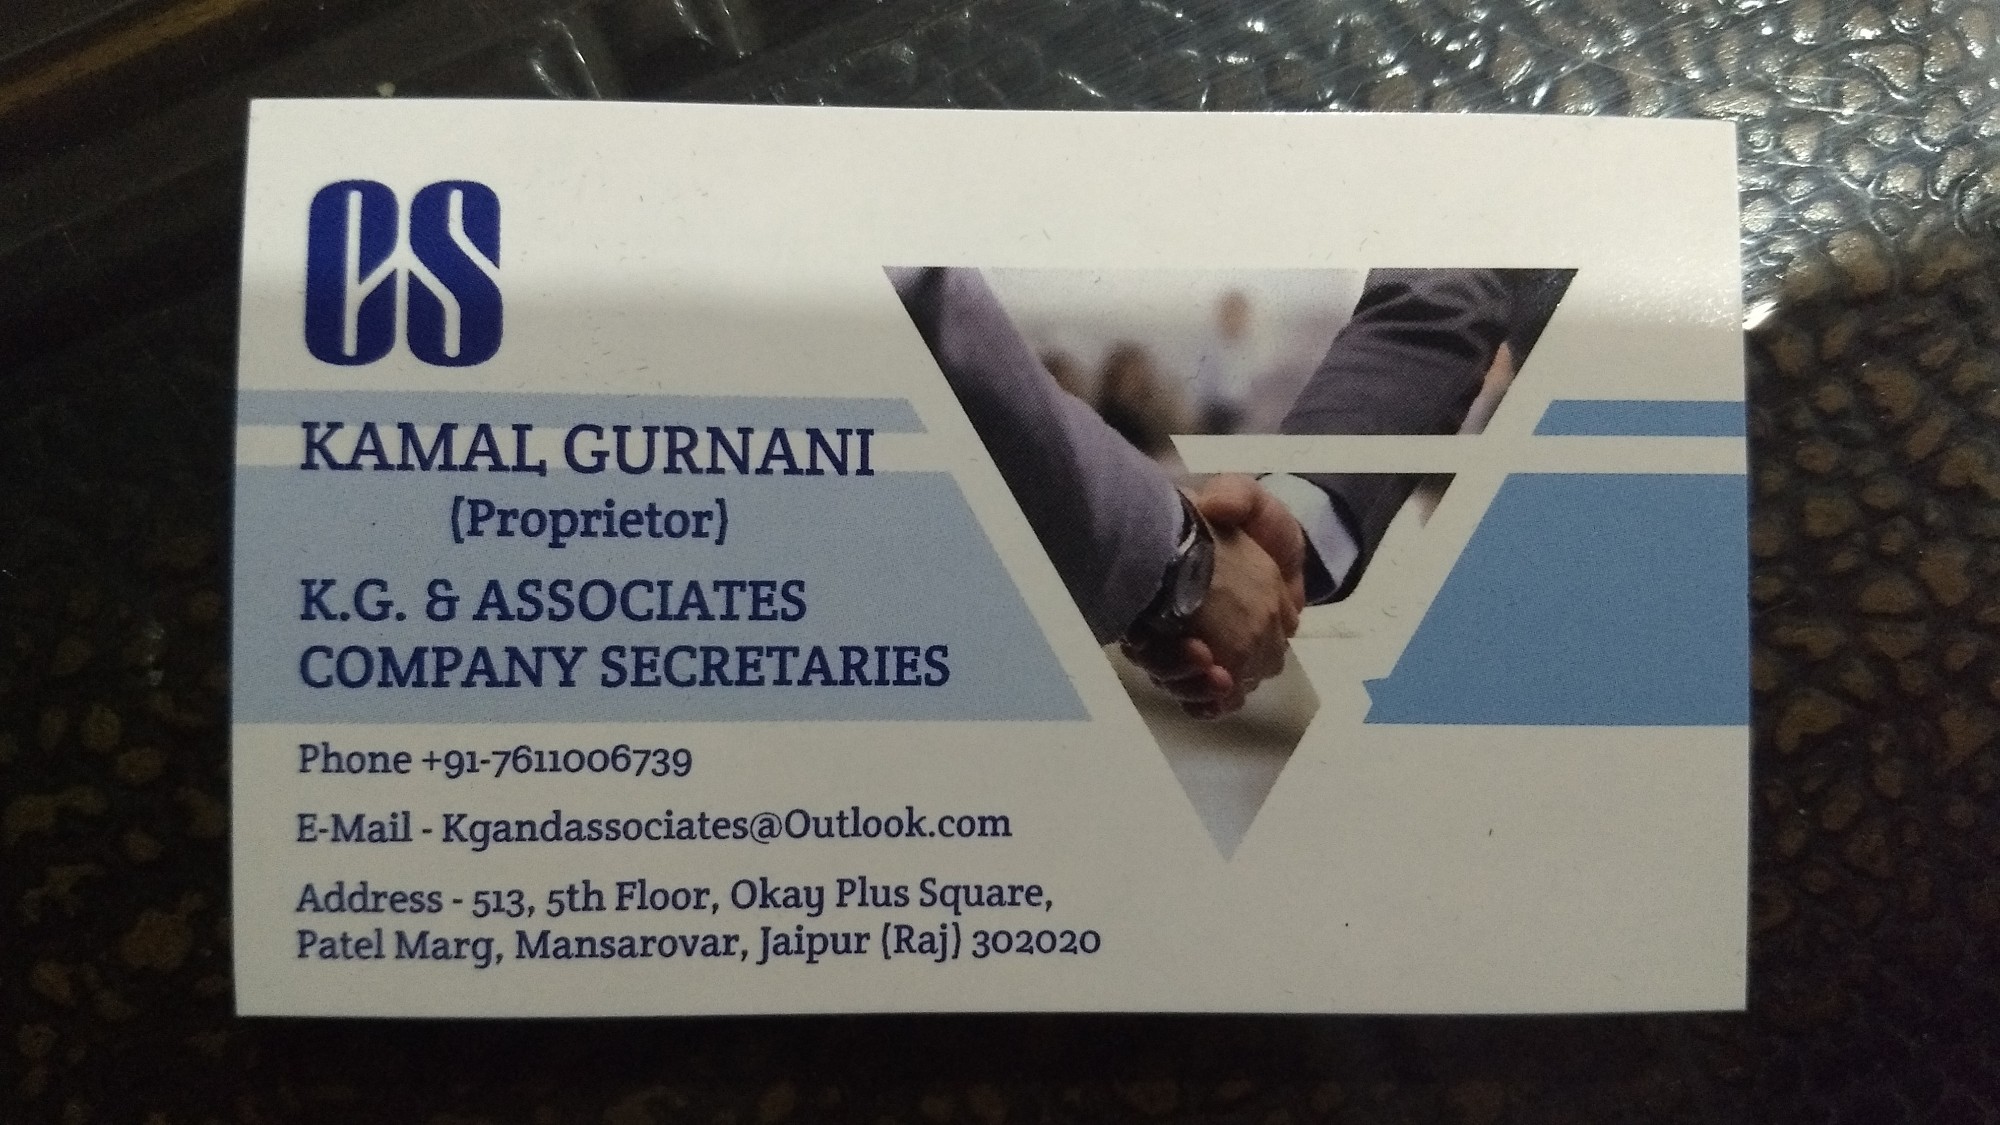 CS
KAMAL GURNANI
(Proprietor)
K.G. & ASSOCIATES
COMPANY SECRETARIES
Phone +91-7611006739
E-Mail - Kgandassociates@Outlook.com
Address - 513, 5th Floor, Okay Plus Square,
Patel Marg, Mansarovar, Jaipur (Raj) 302020